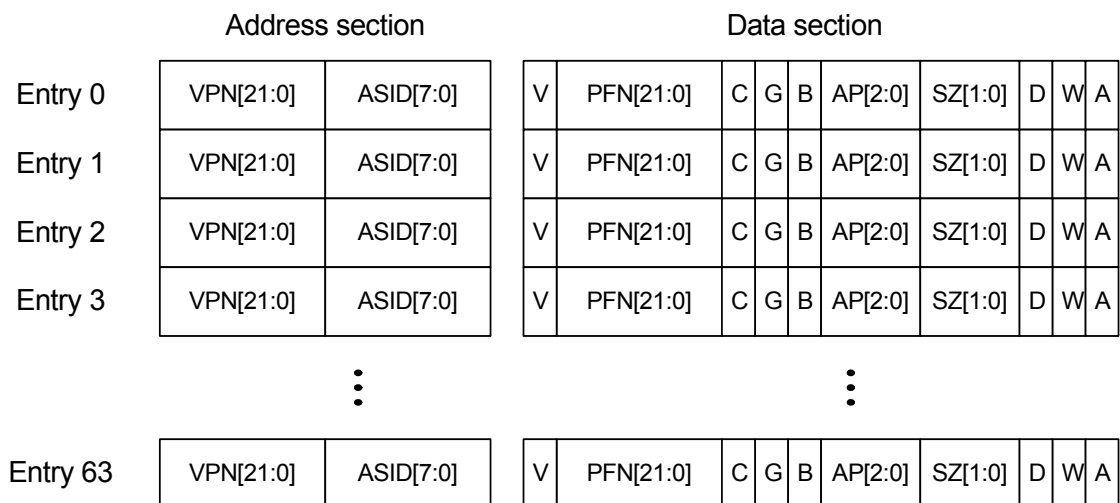 Address section Data section
Entry 0 VPN[21:0] ASID[7:0] V PFN[21:0] C G B AP[2:0] SZ[1:0] D W A
Entry 1 VPN[21:0] ASID[7:0] V PFN[21:0] C G B AP[2:0] SZ[1:0] D W A
Entry 2 VPN[21:0] ASID[7:0] V PFN[21:0] C G B AP[2:0] SZ[1:0] D W A
Entry 3 VPN[21:0] ASID[7:0] V PFN[21:0] C G B AP[2:0] SZ[1:0] D W A
Entry 63 VPN[21:0] ASID[7:0] V PFN[21:0] C G B AP[2:0] SZ[1:0] D W A